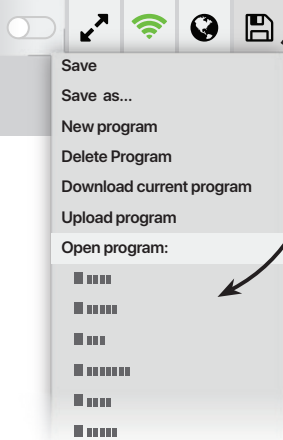 Save
Save as...
New program
Delete Program
Download current program
Upload program
Open program: